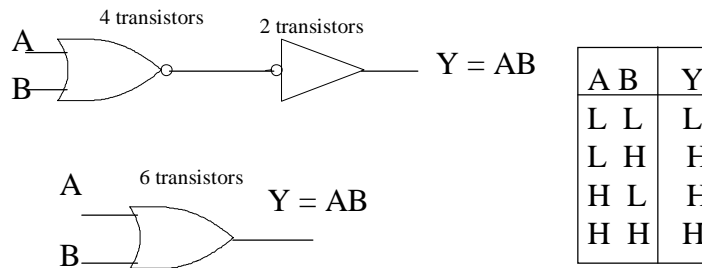 4 transistors
2 transistors
A
B
Y = AB
A
6 transistors
Y = AB
B
A B Y
L L L
L H H
H L H
H H H